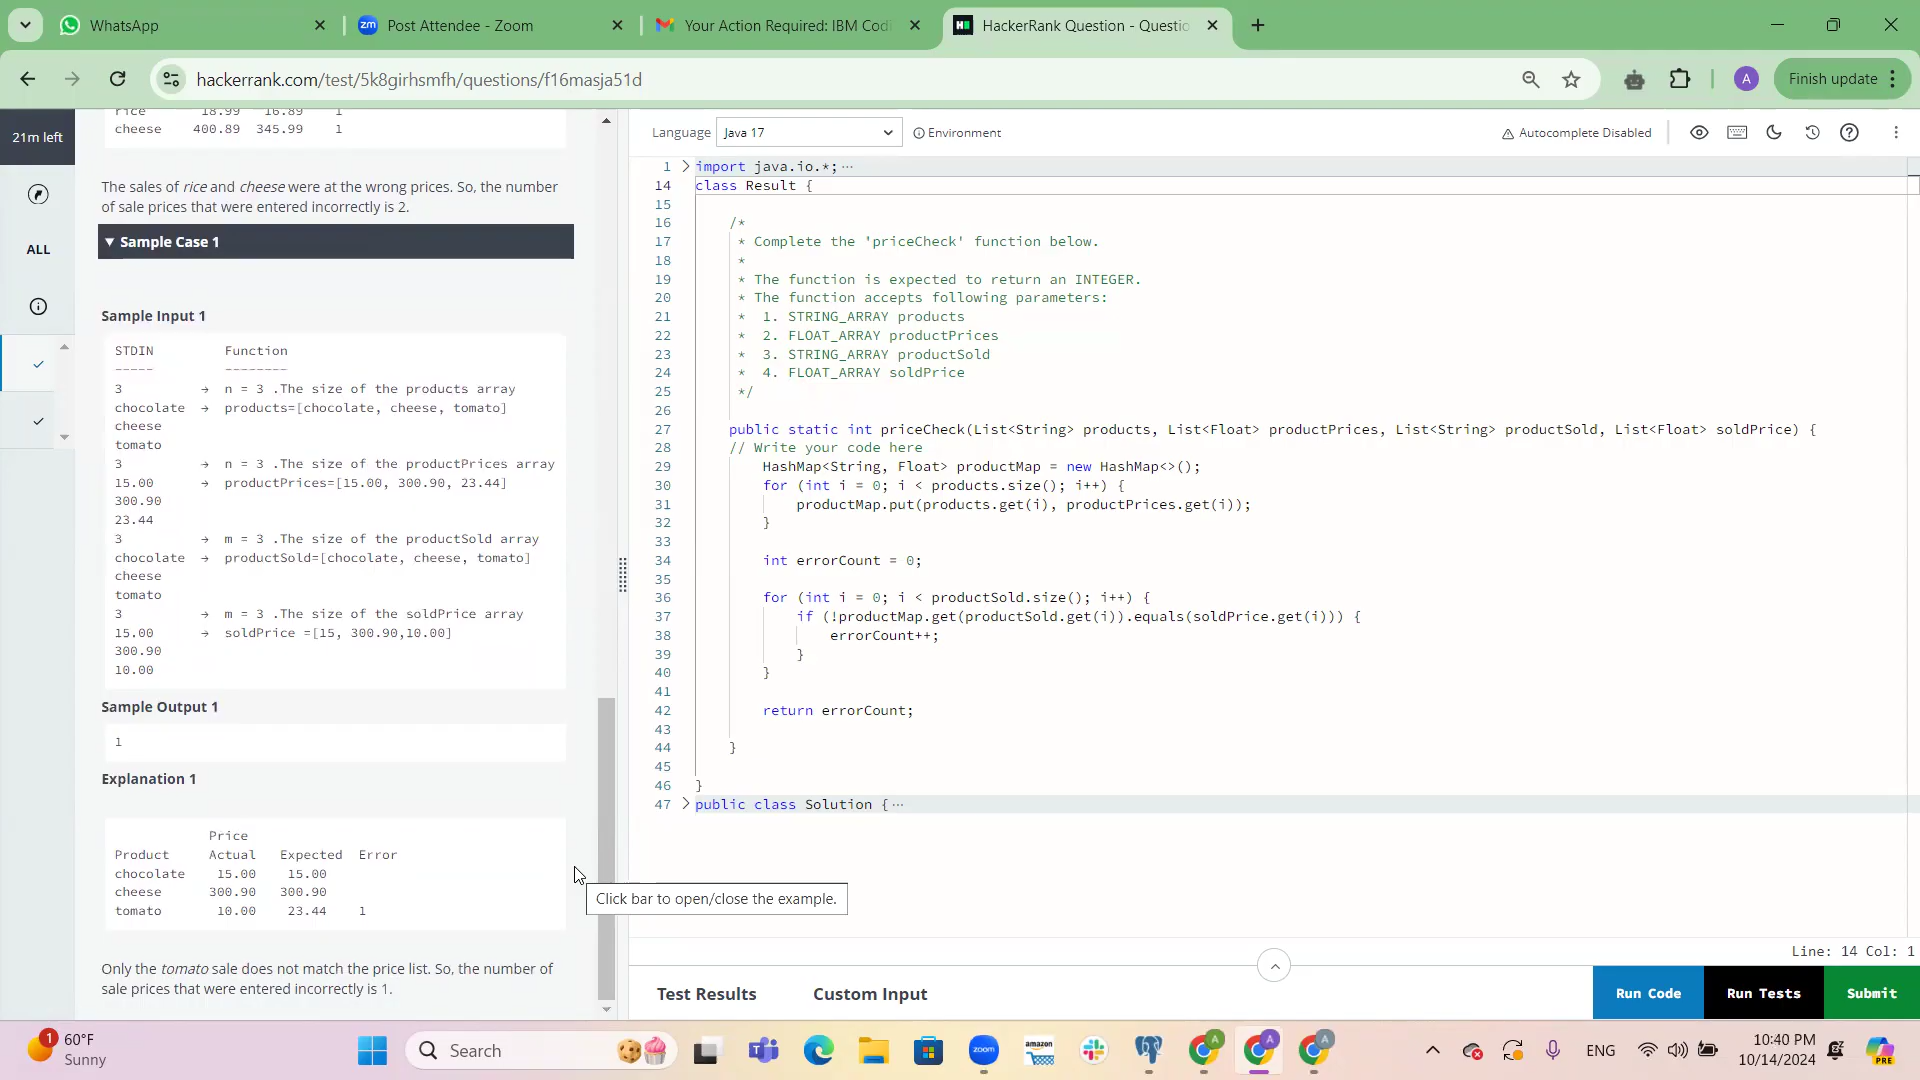 WhatsApp
Post Attendee - Zoom
Your Action Required: IBM Codi
HackerRank Question - Questio
hackerrank.com/test/5k8girhsmfh/questions/f16masja51d
A
Finish update
21m left
ALL
rice 18.99 16.89 1
cheese 400.89 345.99 1
The sales of rice and cheese were at the wrong prices. So, the number
of sale prices that were entered incorrectly is 2.
▼ Sample Case 1
Sample Input 1
STDIN Function
----- --------
3 → n = 3 .The size of the products array
chocolate → products=[chocolate, cheese, tomato]
cheese
tomato
3 → n = 3 .The size of the productPrices array
15.00 → productPrices=[15.00, 300.90, 23.44]
300.90
23.44
3 → m = 3 .The size of the productSold array
chocolate → productSold=[chocolate, cheese, tomato]
cheese
tomato
3 → m = 3 .The size of the soldPrice array
15.00 → soldPrice =[15, 300.90,10.00]
300.90
10.00
Sample Output 1
1
Explanation 1
Price
Product Actual Expected Error
chocolate 15.00 15.00
cheese 300.90 300.90
tomato 10.00 23.44 1
Only the tomato sale does not match the price list. So, the number of
sale prices that were entered incorrectly is 1.
Click bar to open/close the example.
Language Java 17 Environment Autocomplete Disabled
1 import java.io.*; ···
14 class Result {
15
16 /*
17 * Complete the 'priceCheck' function below.
18 *
19 * The function is expected to return an INTEGER.
20 * The function accepts following parameters:
21 * 1. STRING_ARRAY products
22 * 2. FLOAT_ARRAY productPrices
23 * 3. STRING_ARRAY productSold
24 * 4. FLOAT_ARRAY soldPrice
25 */
26
27 public static int priceCheck(List<String> products, List<Float> productPrices, List<String> productSold, List<Float> soldPrice) {
28 // Write your code here
29 HashMap<String, Float> productMap = new HashMap<>();
30 for (int i = 0; i < products.size(); i++) {
31 productMap.put(products.get(i), productPrices.get(i));
32 }
33
34 int errorCount = 0;
35
36 for (int i = 0; i < productSold.size(); i++) {
37 if (!productMap.get(productSold.get(i)).equals(soldPrice.get(i))) {
38 errorCount++;
39 }
40 }
41
42 return errorCount;
43
44 }
45
46 }
47 public class Solution { ···
Line: 14 Col: 1
Test Results Custom Input Run Code Run Tests Submit
1
60°F
Sunny
Search
zoom
amazon
A
A
A
ENG
10:40 PM
10/14/2024
PRE